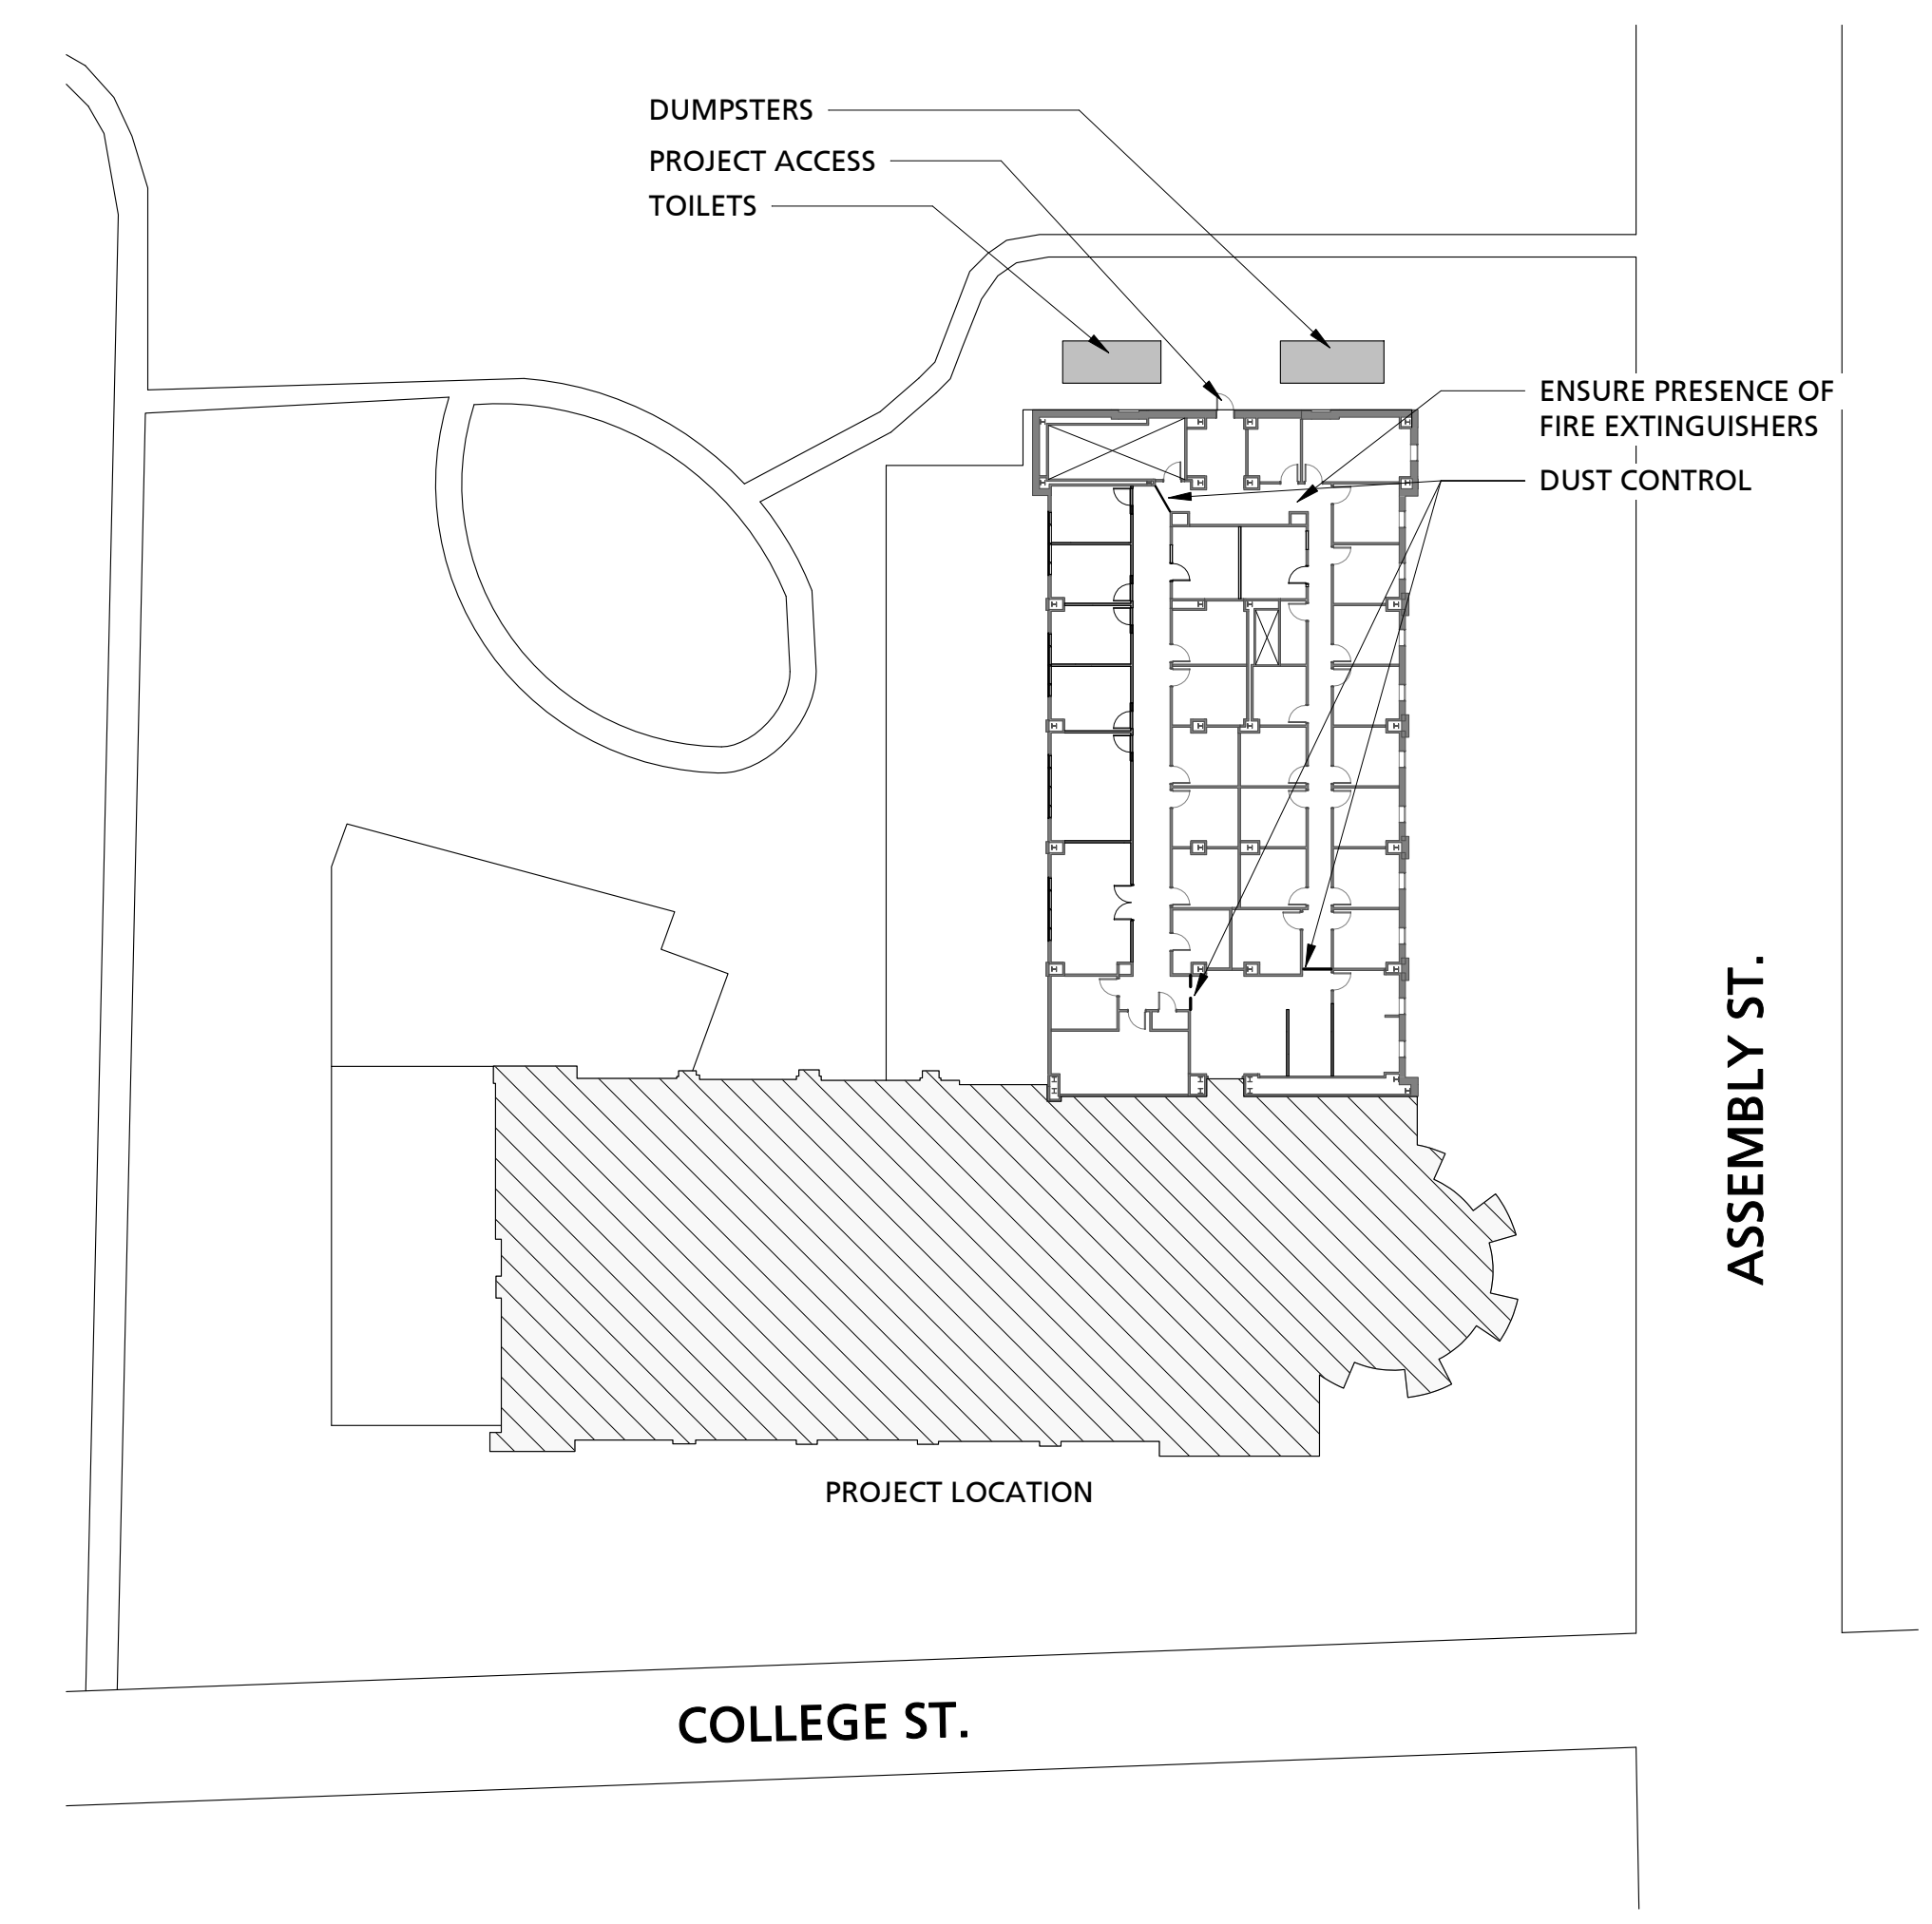 DUMPSTERS
PROJECT ACCESS
TOILETS
ENSURE PRESENCE OF
FIRE EXTINGUISHERS
DUST CONTROL
ASSEMBLY ST.
PROJECT LOCATION
COLLEGE ST.